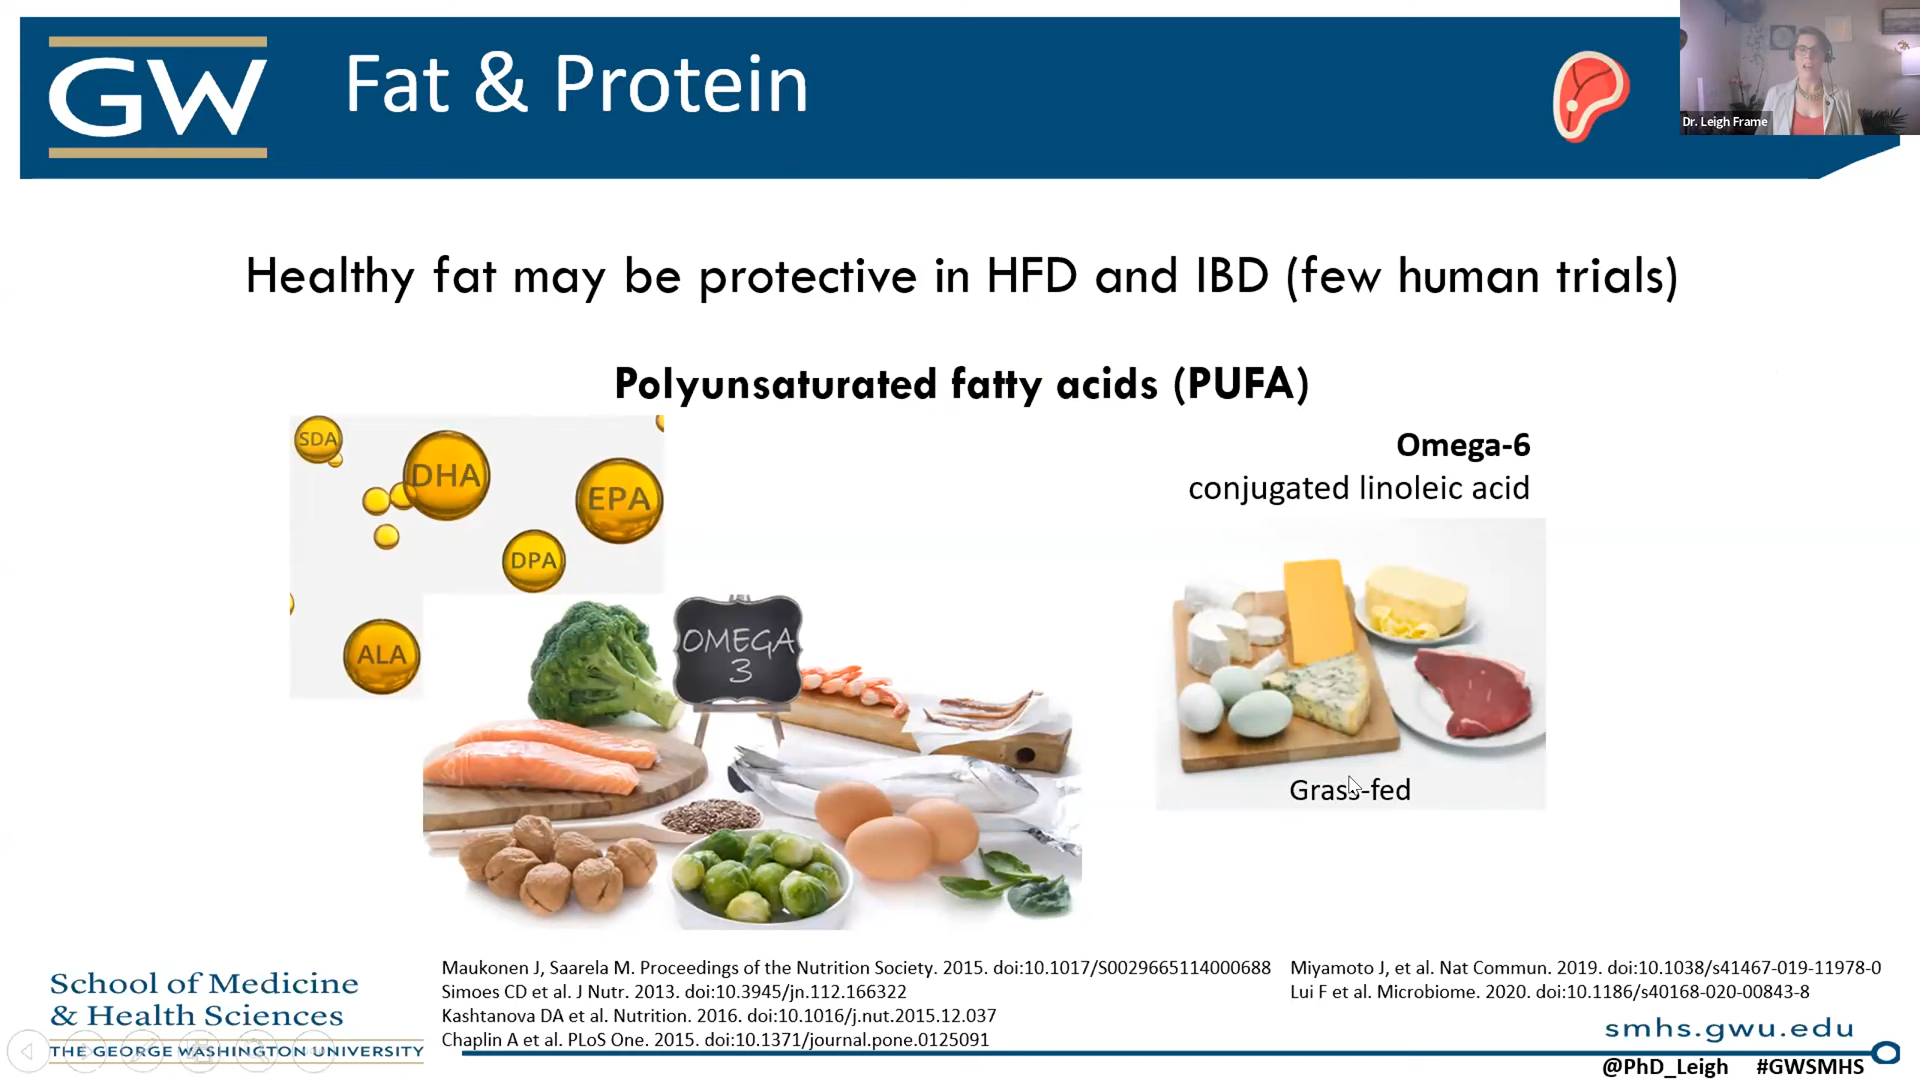 GW
Fat & Protein
Dr. Leigh Frame
Healthy fat may be protective in HFD and IBD (few human trials)
Polyunsaturated fatty acids (PUFA)
SDA
DHA
EPA
DPA
ALA
OMEGA
3
Omega-6
conjugated linoleic acid
Grass-fed
School of Medicine
& Health Sciences
THE GEORGE WASHINGTON UNIVERSITY
Maukonen J, Saarela M. Proceedings of the Nutrition Society. 2015. doi:10.1017/S0029665114000688
Simoes CD et al. J Nutr. 2013. doi:10.3945/jn.112.166322
Kashtanova DA et al. Nutrition. 2016. doi:10.1016/j.nut.2015.12.037
Chaplin A et al. PLoS One. 2015. doi:10.1371/journal.pone.0125091
Miyamoto J, et al. Nat Commun. 2019. doi:10.1038/s41467-019-11978-0
Lui F et al. Microbiome. 2020. doi:10.1186/s40168-020-00843-8
smhs.gwu.edu
@PhD_Leigh #GWSMHS